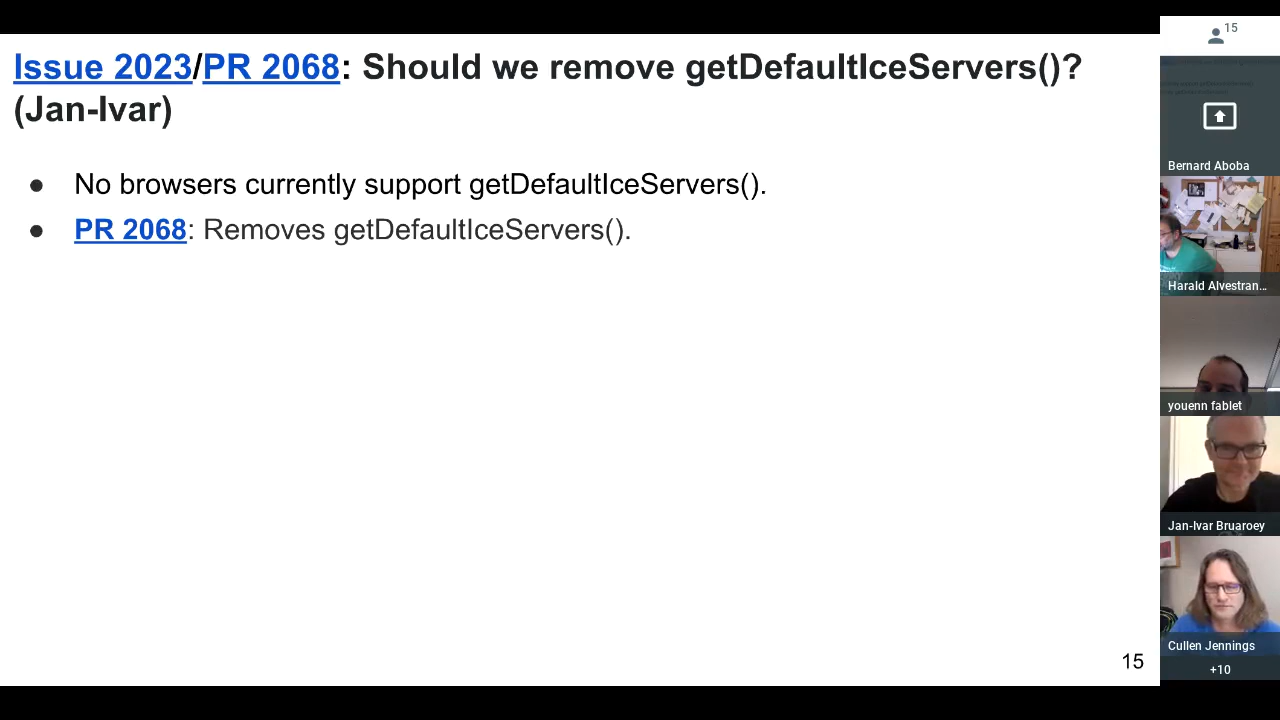 Issue 2023/PR 2068: Should we remove getDefaultIceServers()?
(Jan-Ivar)
● No browsers currently support getDefaultIceServers().
● PR 2068: Removes getDefaultIceServers().
15
15
Bernard Aboba
Harald Alvestran...
youenn fablet
Jan-Ivar Bruaroey
Cullen Jennings
+10